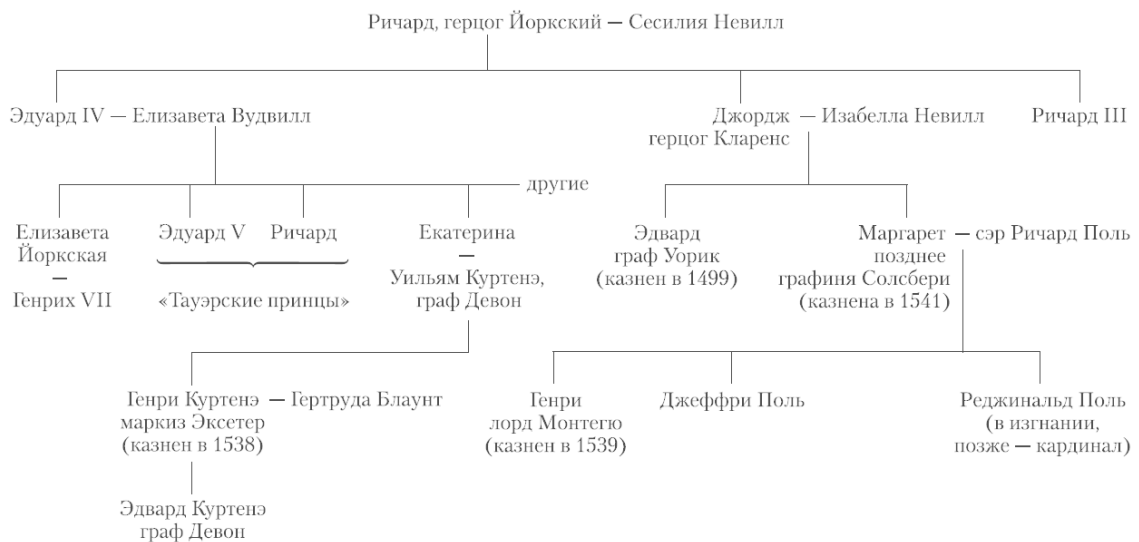 Ричард, герцог Йоркский — Сесилия Невилл
Эдуард IV — Елизавета Вудвилл
Джордж — Изабелла Невилл
герцог Кларенс
Ричард III
другие
Елизавета
Йоркская
—
Генрих VII
Эдуард V Ричард
«Тауэрские принцы»
Екатерина
—
Уильям Куртенэ,
граф Девон
Эдвард
граф Уорик
(казнен в 1499)
Маргарет — сэр Ричард Поль
позднее
графиня Солсбери
(казнена в 1541)
Генри Куртенэ — Гертруда Блаунт
маркиз Эксетер
(казнен в 1538)
Генри
лорд Монтегю
(казнен в 1539)
Джеффри Поль
Реджинальд Поль
(в изгнании,
позже — кардинал)
Эдвард Куртенэ
граф Девон